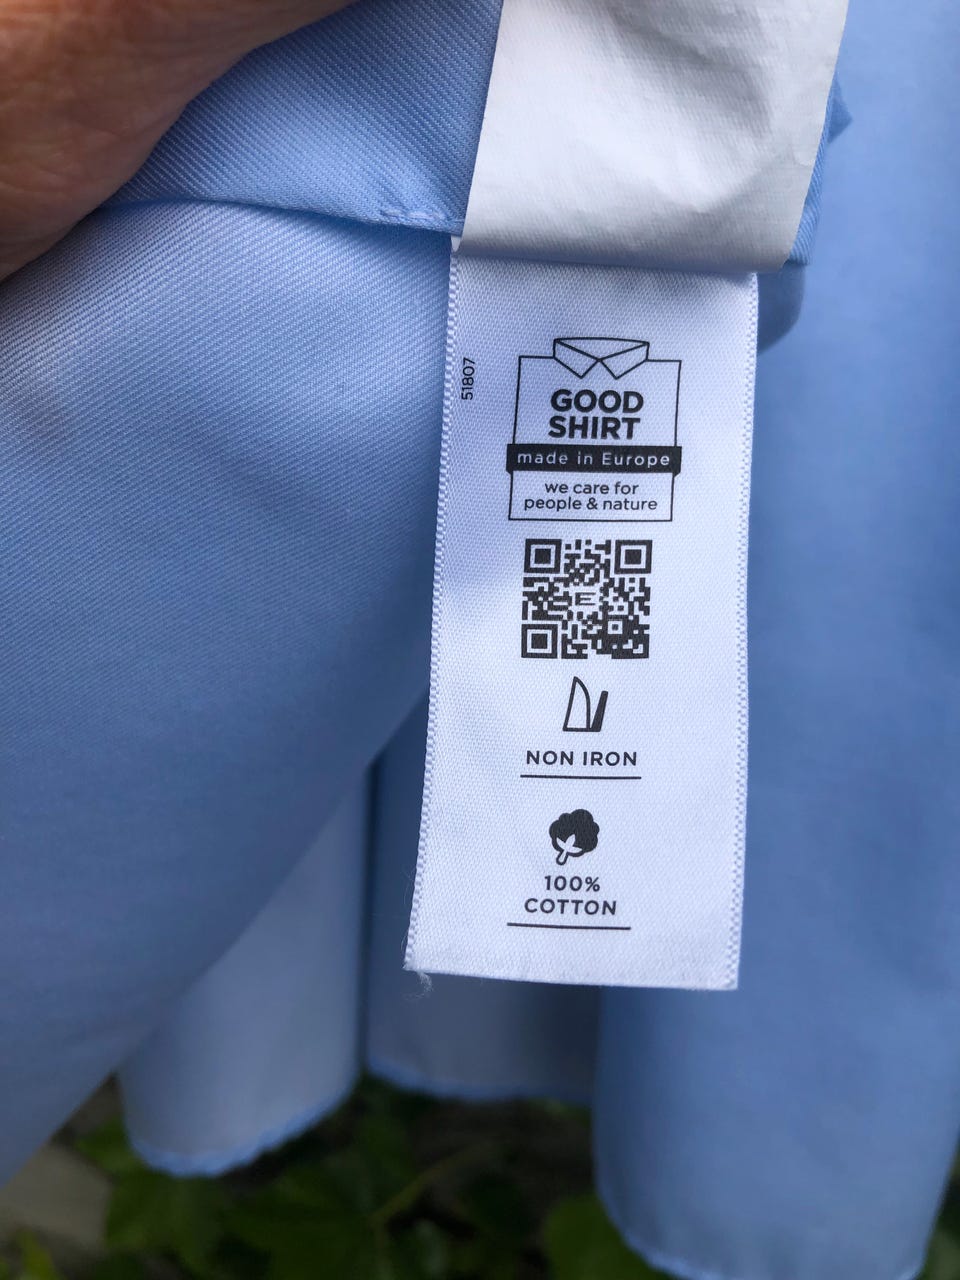 51807
GOOD
SHIRT
made in Europe
we care for
people & nature
E
NON IRON
100%
COTTON